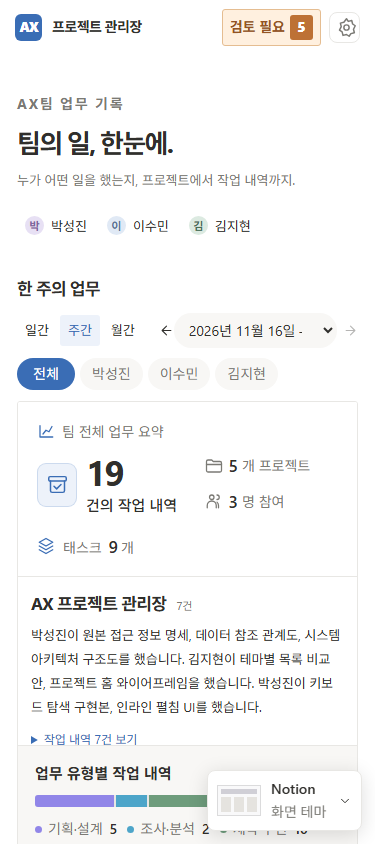 AX 프로젝트 관리장 검토 필요 5
AX팀 업무 기록
팀의 일, 한눈에.
누가 어떤 일을 했는지, 프로젝트에서 작업 내역까지.
박 박성진 이 이수민 김 김지현
한 주의 업무
일간 주간 월간 ← 2026년 11월 16일 - →
전체 박성진 이수민 김지현
팀 전체 업무 요약
19
건의 작업 내역
5 개 프로젝트
3 명 참여
태스크 9 개
AX 프로젝트 관리장 7건
박성진이 원본 접근 정보 명세, 데이터 참조 관계도, 시스템
아키텍처 구조도를 했습니다. 김지현이 테마별 목록 비교
안, 프로젝트 홈 와이어프레임을 했습니다. 박성진이 키보
드 탐색 구현본, 인라인 펼침 UI를 했습니다.
▶ 작업 내역 7건 보기
업무 유형별 작업 내역
Notion
화면 테마
기획·설계 5 조사·분석 2